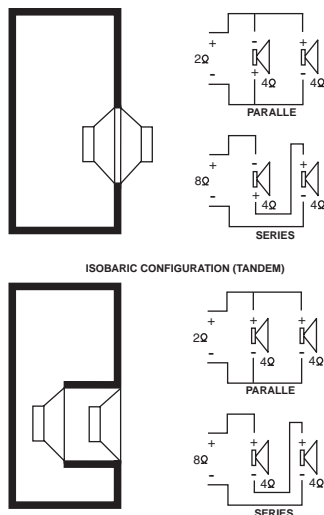 + - +
2Ω
- + -
4Ω 4Ω
PARALLE
+ - +
8Ω
- + -
4Ω 4Ω
SERIES
ISOBARIC CONFIGURATION (TANDEM)
+ + +
2Ω
- - -
4Ω 4Ω
PARALLE
+ + +
8Ω
- - -
4Ω 4Ω
SERIES